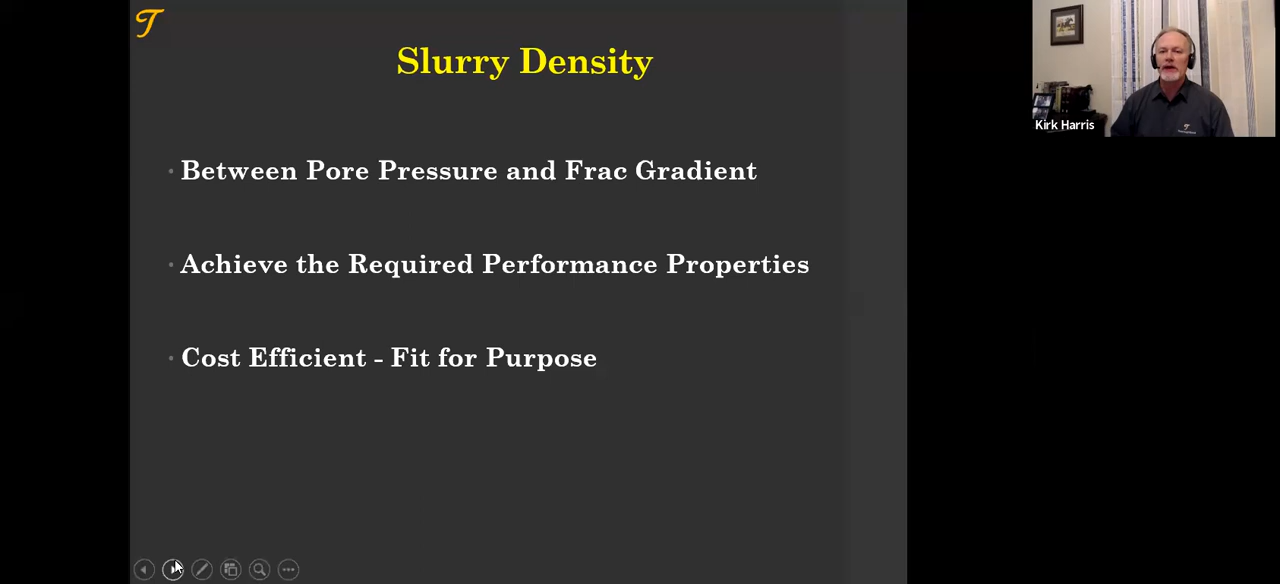 T
Slurry Density
· Between Pore Pressure and Frac Gradient
· Achieve the Required Performance Properties
· Cost Efficient - Fit for Purpose
Kirk Harris